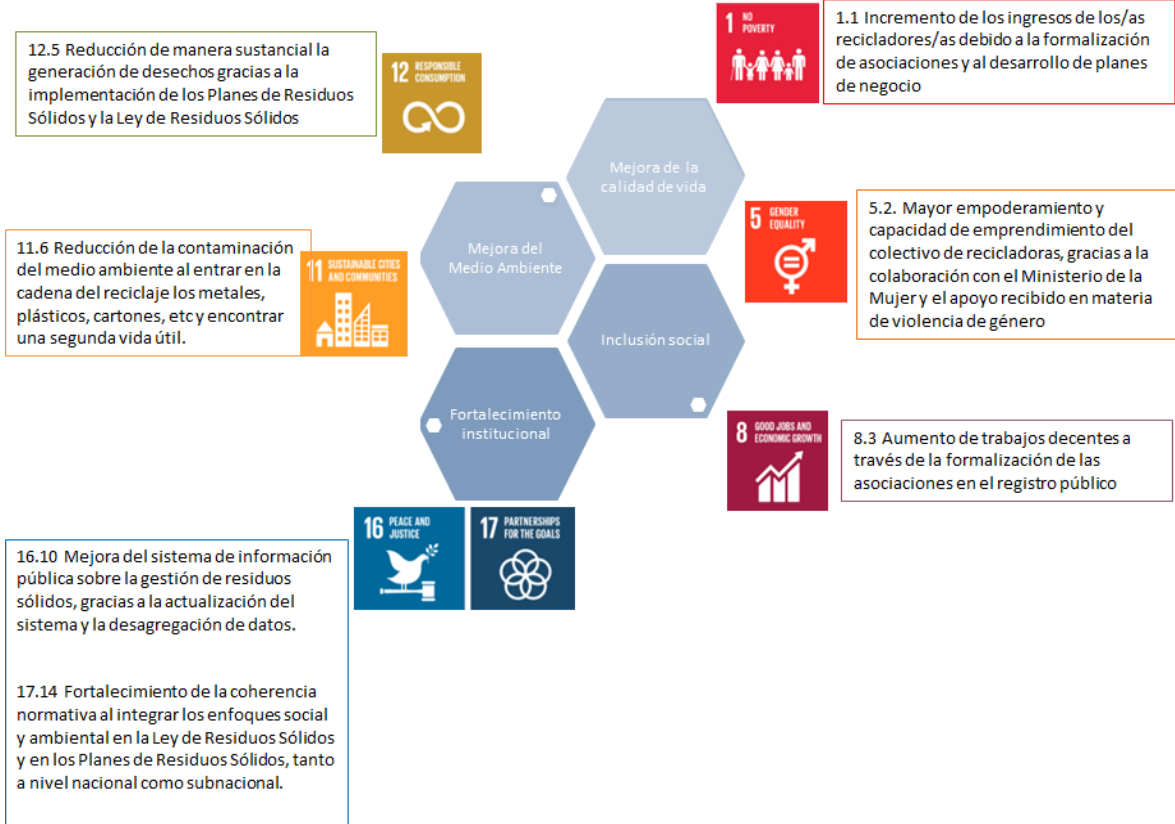 12.5 Reducción de manera sustancial la
generación de desechos gracias a la
implementación de los Planes de Residuos
Sólidos y la Ley de Residuos Sólidos
12 RESPONSIBLE
CONSUMPTION
1 NO
POVERTY
1.1 Incremento de los ingresos de los/as
recicladores/as debido a la formalización
de asociaciones y al desarrollo de planes
de negocio
Mejora de la
calidad de vida
11.6 Reducción de la contaminación
del medio ambiente al entrar en la
cadena del reciclaje los metales,
plásticos, cartones, etc y encontrar
una segunda vida útil.
11 SUSTAINABLE CITIES
AND COMMUNITIES
Mejora del
Medio Ambiente
5 GENDER
EQUALITY
5.2. Mayor empoderamiento y
capacidad de emprendimiento del
colectivo de recicladoras, gracias a la
colaboración con el Ministerio de la
Mujer y el apoyo recibido en materia
de violencia de género
Inclusión social
Fortalecimiento
institucional
8 GOOD JOBS AND
ECONOMIC GROWTH
8.3 Aumento de trabajos decentes a
través de la formalización de las
asociaciones en el registro público
16 PEACE AND
JUSTICE
17 PARTNERSHIPS
FOR THE GOALS
16.10 Mejora del sistema de información
pública sobre la gestión de residuos
sólidos, gracias a la actualización del
sistema y la desagregación de datos.
17.14 Fortalecimiento de la coherencia
normativa al integrar los enfoques social
y ambiental en la Ley de Residuos Sólidos
y en los Planes de Residuos Sólidos, tanto
a nivel nacional como subnacional.